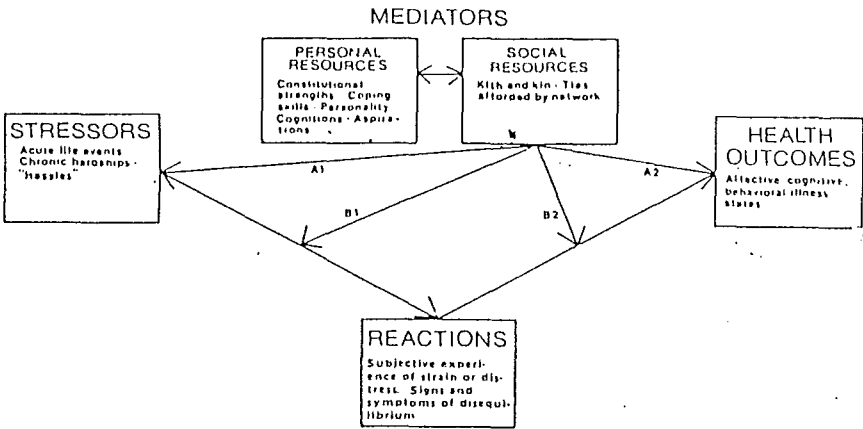 MEDIATORS
PERSONAL
RESOURCES
Constitutional
strengths · Coping
skills · Personality
Cognitions · Aspira-
tions
SOCIAL
RESOURCES
Kith and kin · Ties
afforded by network
STRESSORS
Acute life events
Chronic hardships ·
"Hassles"
HEALTH
OUTCOMES
Affective cognitive,
behavioral illness
states
A1
A2
B1
B2
REACTIONS
Subjective experi-
ence of strain or dis-
tress. Signs and
symptoms of disequi-
librium